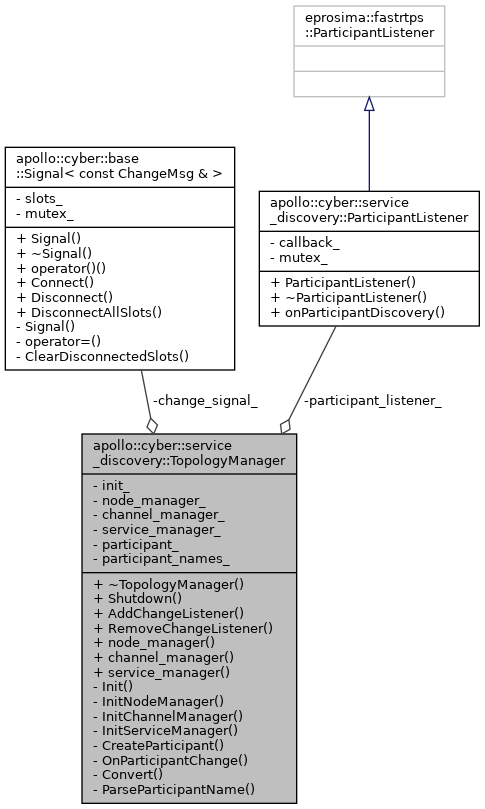 eprosima::fastrtps
::ParticipantListener
apollo::cyber::base
::Signal< const ChangeMsg & >
- slots_
- mutex_
+ Signal()
+ ~Signal()
+ operator()()
+ Connect()
+ Disconnect()
+ DisconnectAllSlots()
- Signal()
- operator=()
- ClearDisconnectedSlots()
apollo::cyber::service
_discovery::ParticipantListener
- callback_
- mutex_
+ ParticipantListener()
+ ~ParticipantListener()
+ onParticipantDiscovery()
-change_signal_
-participant_listener_
apollo::cyber::service
_discovery::TopologyManager
- init_
- node_manager_
- channel_manager_
- service_manager_
- participant_
- participant_names_
+ ~TopologyManager()
+ Shutdown()
+ AddChangeListener()
+ RemoveChangeListener()
+ node_manager()
+ channel_manager()
+ service_manager()
- Init()
- InitNodeManager()
- InitChannelManager()
- InitServiceManager()
- CreateParticipant()
- OnParticipantChange()
- Convert()
- ParseParticipantName()